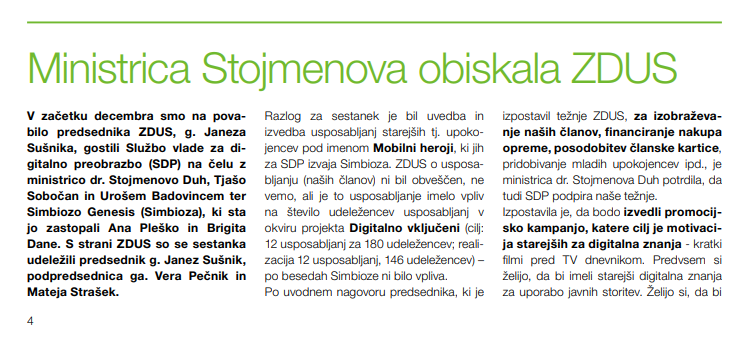 Ministrica Stojmenova obiskala ZDUS
V začetku decembra smo na pova-
bilo predsednika ZDUS, g. Janeza
Sušnika, gostili Službo vlade za di-
gitalno preobrazbo (SDP) na čelu z
ministrico dr. Stojmenovo Duh, Tjašo
Sobočan in Urošem Badovincem ter
Simbiozo Genesis (Simbioza), ki sta
jo zastopali Ana Pleško in Brigita
Dane. S strani ZDUS so se sestanka
udeležili predsednik g. Janez Sušnik,
podpredsednica ga. Vera Pečnik in
Mateja Strašek.
Razlog za sestanek je bil uvedba in
izvedba usposabljanj starejših tj. upoko-
jencev pod imenom Mobilni heroji, ki jih
za SDP izvaja Simbioza. ZDUS o usposa-
bljanju (naših članov) ni bil obveščen, ne
vemo, ali je to usposabljanje imelo vpliv
na število udeležencev usposabljanj v
okviru projekta Digitalno vključeni (cilj:
12 usposabljanj za 180 udeležencev; reali-
zacija 12 usposabljanj, 146 udeležencev) –
po besedah Simbioze ni bilo vpliva.
Po uvodnem nagovoru predsednika, ki je
izpostavil težnje ZDUS, za izobraževa-
nje naših članov, financiranje nakupa
opreme, posodobitev članske kartice,
pridobivanje mladih upokojencev ipd., je
ministrica dr. Stojmenova Duh potrdila, da
tudi SDP podpira naše težnje.
Izpostavila je, da bodo izvedli promocij-
sko kampanjo, katere cilj je motivaci-
ja starejših za digitalna znanja - kratki
filmi pred TV dnevnikom. Predvsem si
želijo, da bi imeli starejši digitalna znanja
za uporabo javnih storitev. Želijo si, da bi
4